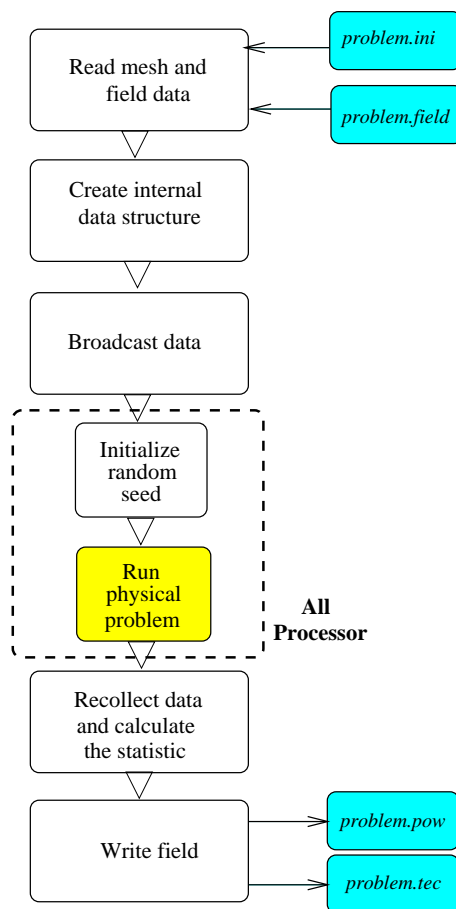 problem.ini
Read mesh and
field data
problem.field
Create internal
data structure
Broadcast data
Initialize
random
seed
Run
physical
problem
All
Processor
Recollect data
and calculate
the statistic
Write field
problem.pow
problem.tec